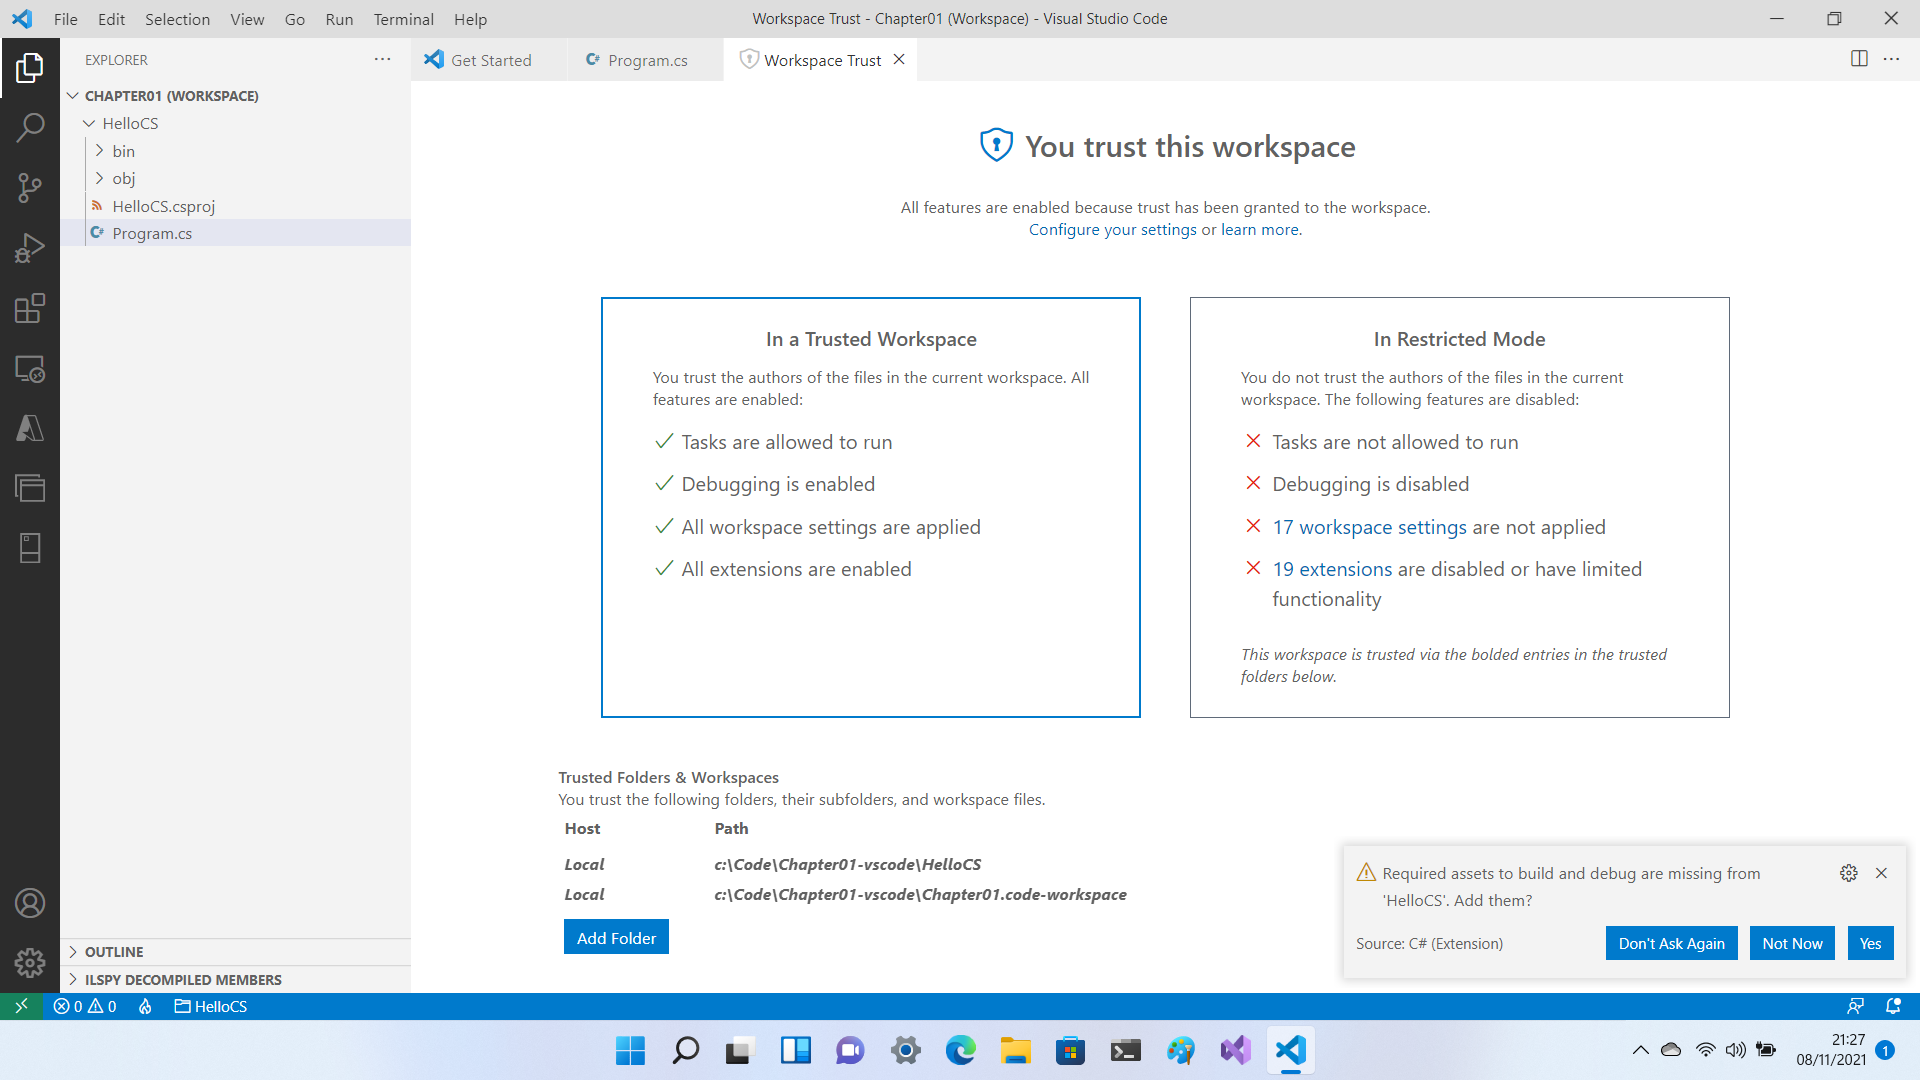 File Edit Selection View Go Run Terminal Help
Workspace Trust - Chapter01 (Workspace) - Visual Studio Code
EXPLORER
CHAPTER01 (WORKSPACE)
HelloCS
bin
obj
HelloCS.csproj
C# Program.cs
OUTLINE
ILSPY DECOMPILED MEMBERS
Get Started
C# Program.cs
Workspace Trust
You trust this workspace
All features are enabled because trust has been granted to the workspace.
Configure your settings or learn more.
In a Trusted Workspace
You trust the authors of the files in the current workspace. All
features are enabled:
Tasks are allowed to run
Debugging is enabled
All workspace settings are applied
All extensions are enabled
In Restricted Mode
You do not trust the authors of the files in the current
workspace. The following features are disabled:
Tasks are not allowed to run
Debugging is disabled
17 workspace settings are not applied
19 extensions are disabled or have limited
functionality
This workspace is trusted via the bolded entries in the trusted
folders below.
Trusted Folders & Workspaces
You trust the following folders, their subfolders, and workspace files.
Host Path
Local c:\Code\Chapter01-vscode\HelloCS
Local c:\Code\Chapter01-vscode\Chapter01.code-workspace
Add Folder
Required assets to build and debug are missing from
'HelloCS'. Add them?
Source: C# (Extension)
Don't Ask Again Not Now Yes
0 0 HelloCS
21:27
08/11/2021
1